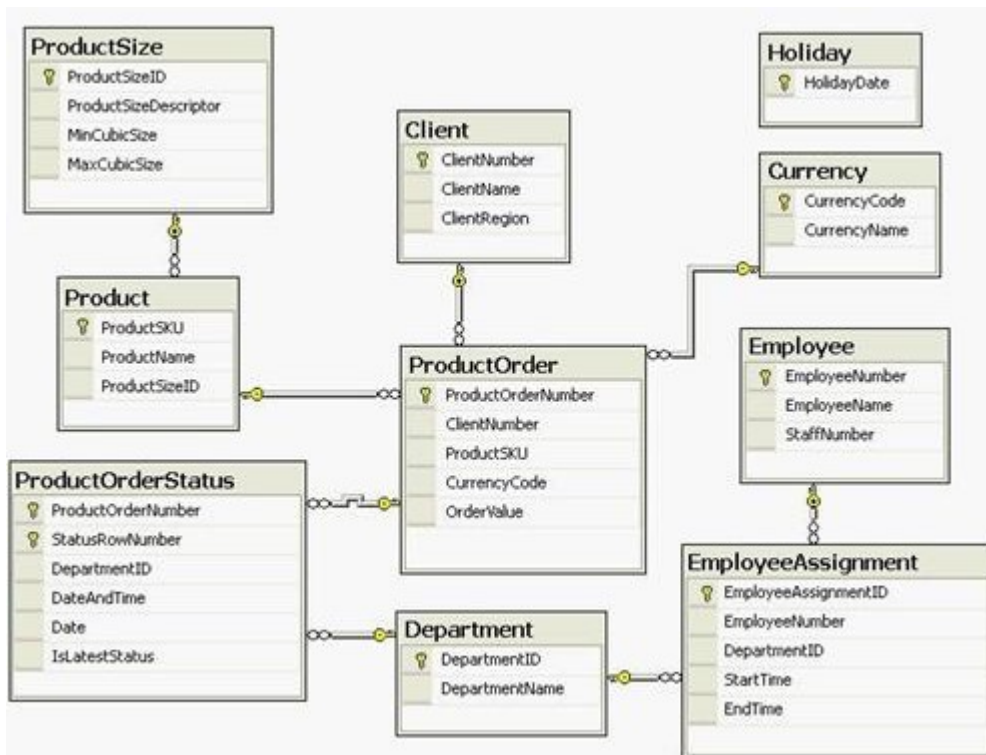 ProductSize
ProductSizeID
ProductSizeDescriptor
MinCubicSize
MaxCubicSize
Client
ClientNumber
ClientName
ClientRegion
Holiday
HolidayDate
Currency
CurrencyCode
CurrencyName
Product
ProductSKU
ProductName
ProductSizeID
ProductOrder
ProductOrderNumber
ClientNumber
ProductSKU
CurrencyCode
OrderValue
Employee
EmployeeNumber
EmployeeName
StaffNumber
ProductOrderStatus
ProductOrderNumber
StatusRowNumber
DepartmentID
DateAndTime
Date
IsLatestStatus
Department
DepartmentID
DepartmentName
EmployeeAssignment
EmployeeAssignmentID
EmployeeNumber
DepartmentID
StartTime
EndTime